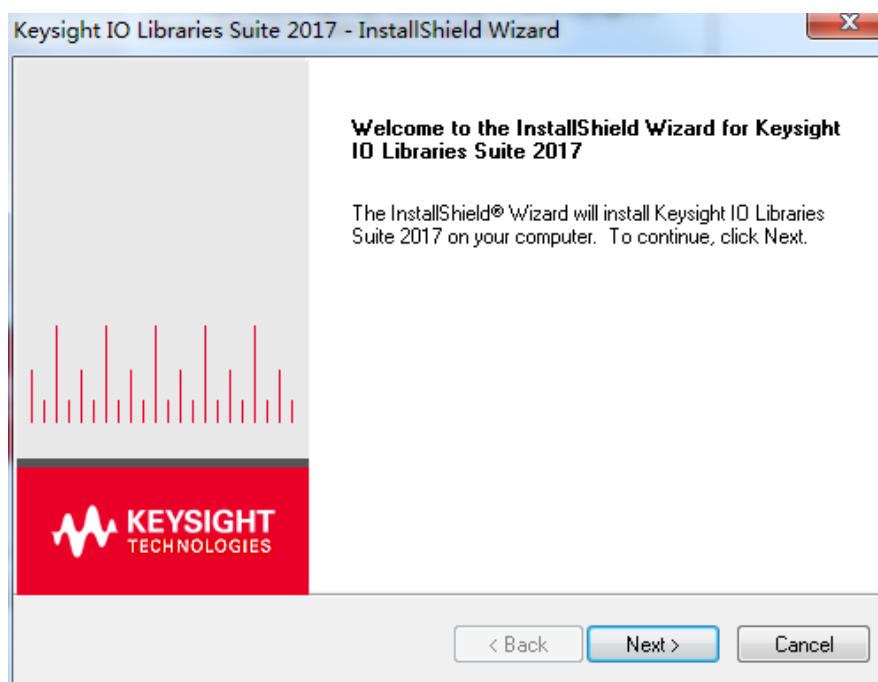 Keysight IO Libraries Suite 2017 - InstallShield Wizard
Welcome to the InstallShield Wizard for Keysight
IO Libraries Suite 2017
The InstallShield® Wizard will install Keysight IO Libraries
Suite 2017 on your computer.  To continue, click Next.
KEYSIGHT
TECHNOLOGIES
< Back
Next >
Cancel